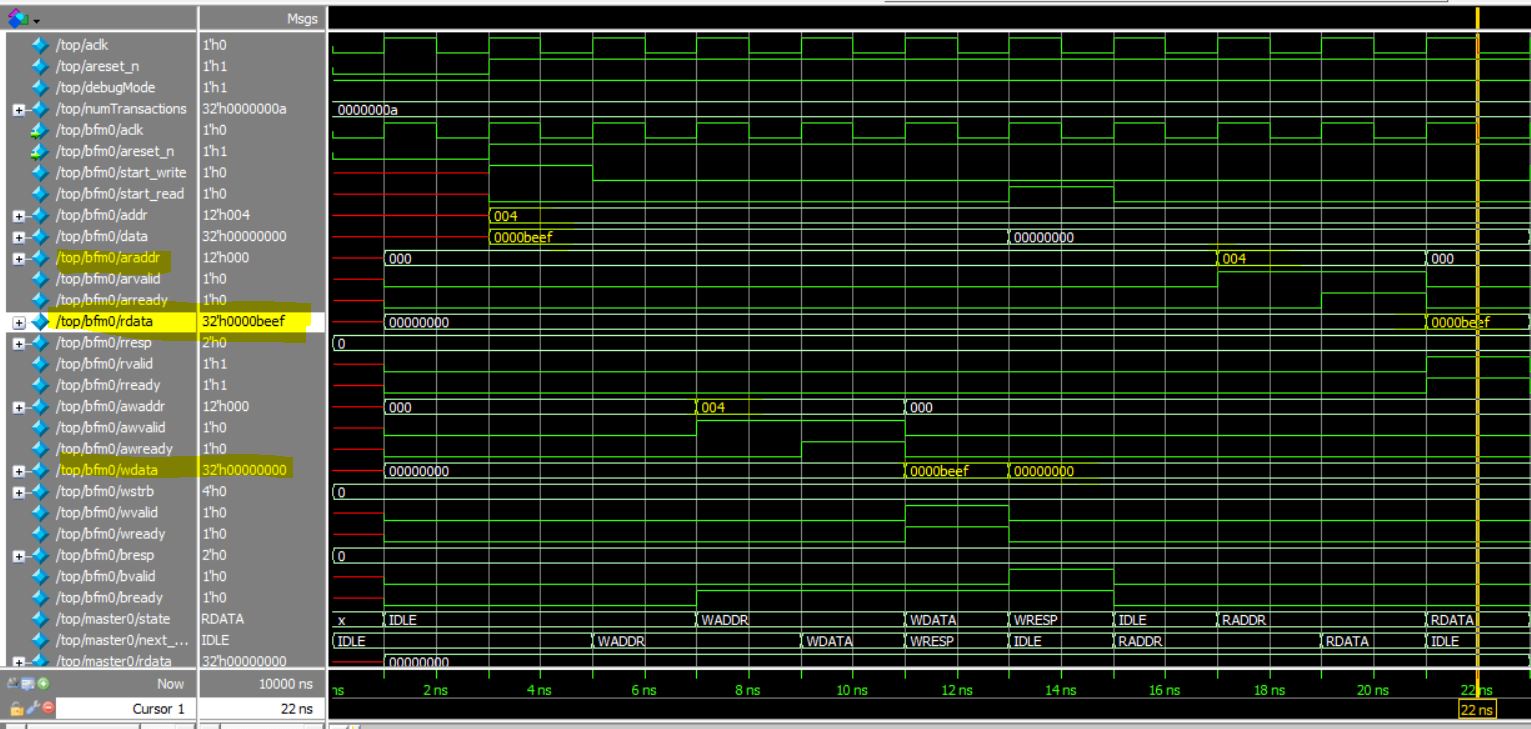 Msgs
/top/aclk 1'h0
/top/areset_n 1'h1
/top/debugMode 1'h1
/top/numTransactions 32'h0000000a 0000000a
/top/bfm0/aclk 1'h0
/top/bfm0/areset_n 1'h1
/top/bfm0/start_write 1'h0
/top/bfm0/start_read 1'h0
/top/bfm0/addr 12'h004 004
/top/bfm0/data 32'h00000000 0000beef 00000000
/top/bfm0/araddr 12'h000 000 004 000
/top/bfm0/arvalid 1'h0
/top/bfm0/arready 1'h0
/top/bfm0/rdata 32'h0000beef 00000000 0000beef
/top/bfm0/rresp 2'h0 0
/top/bfm0/rvalid 1'h1
/top/bfm0/rready 1'h1
/top/bfm0/awaddr 12'h000 000 004 000
/top/bfm0/awvalid 1'h0
/top/bfm0/awready 1'h0
/top/bfm0/wdata 32'h00000000 00000000 0000beef 00000000
/top/bfm0/wstrb 4'h0 0
/top/bfm0/wvalid 1'h0
/top/bfm0/wready 1'h0
/top/bfm0/bresp 2'h0 0
/top/bfm0/bvalid 1'h0
/top/bfm0/bready 1'h0
/top/master0/state RDATA x IDLE WADDR WDATA WRESP IDLE RADDR RDATA
/top/master0/next_... IDLE IDLE WADDR WDATA WRESP IDLE RADDR RDATA IDLE
/top/master0/rdata 32'h00000000 00000000
Now 10000 ns ns 2 ns 4 ns 6 ns 8 ns 10 ns 12 ns 14 ns 16 ns 18 ns 20 ns 22 ns
Cursor 1 22 ns 22 ns